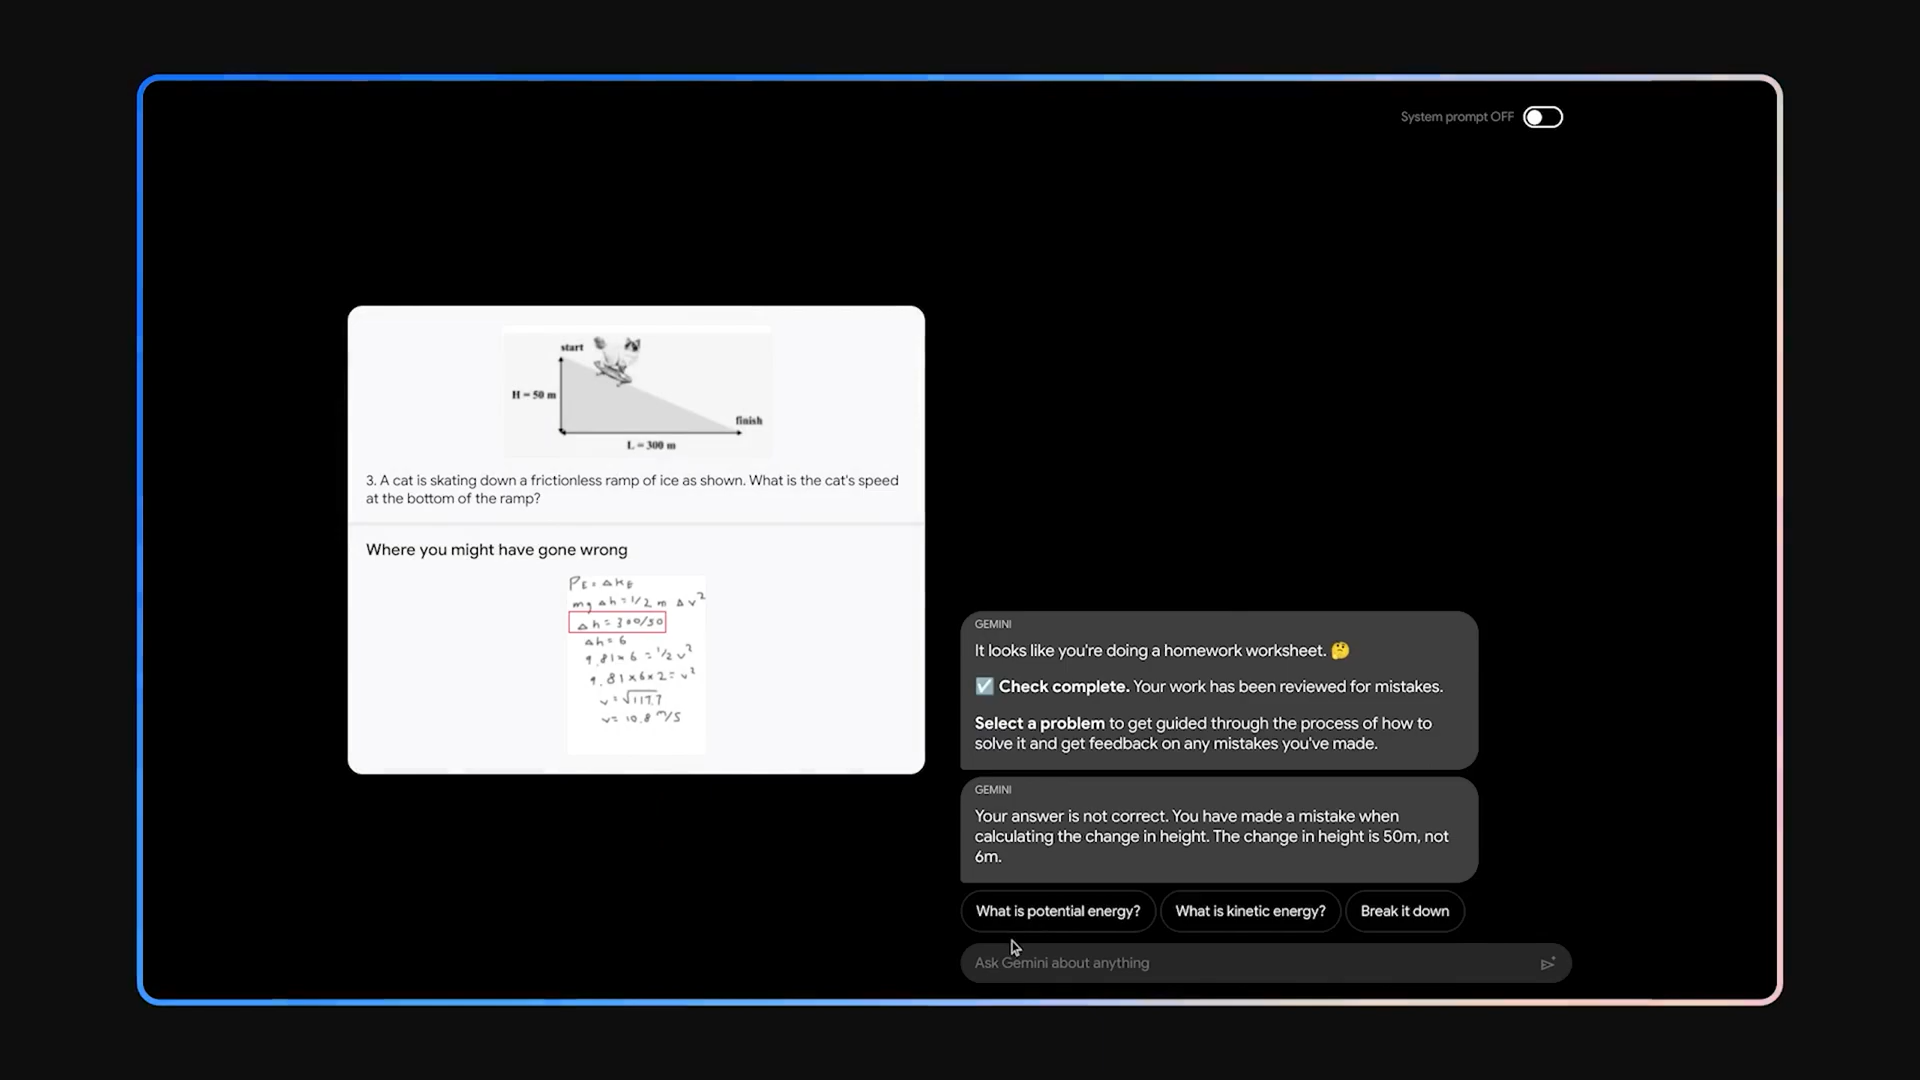 System prompt OFF
start
H = 50 m
finish
L = 300 m
3. A cat is skating down a frictionless ramp of ice as shown. What is the cat's speed
at the bottom of the ramp?
Where you might have gone wrong
PE = ΔKE
mg Δh = 1/2 m Δv²
Δh = 300/50
Δh = 6
9.81×6 = 1/2 v²
9.81×6×2 = v²
v = √117.7
v = 10.8 m/s
GEMINI
It looks like you're doing a homework worksheet. 🤔
☑️ Check complete. Your work has been reviewed for mistakes.
Select a problem to get guided through the process of how to
solve it and get feedback on any mistakes you've made.
GEMINI
Your answer is not correct. You have made a mistake when
calculating the change in height. The change in height is 50m, not
6m.
What is potential energy?
What is kinetic energy?
Break it down
Ask Gemini about anything